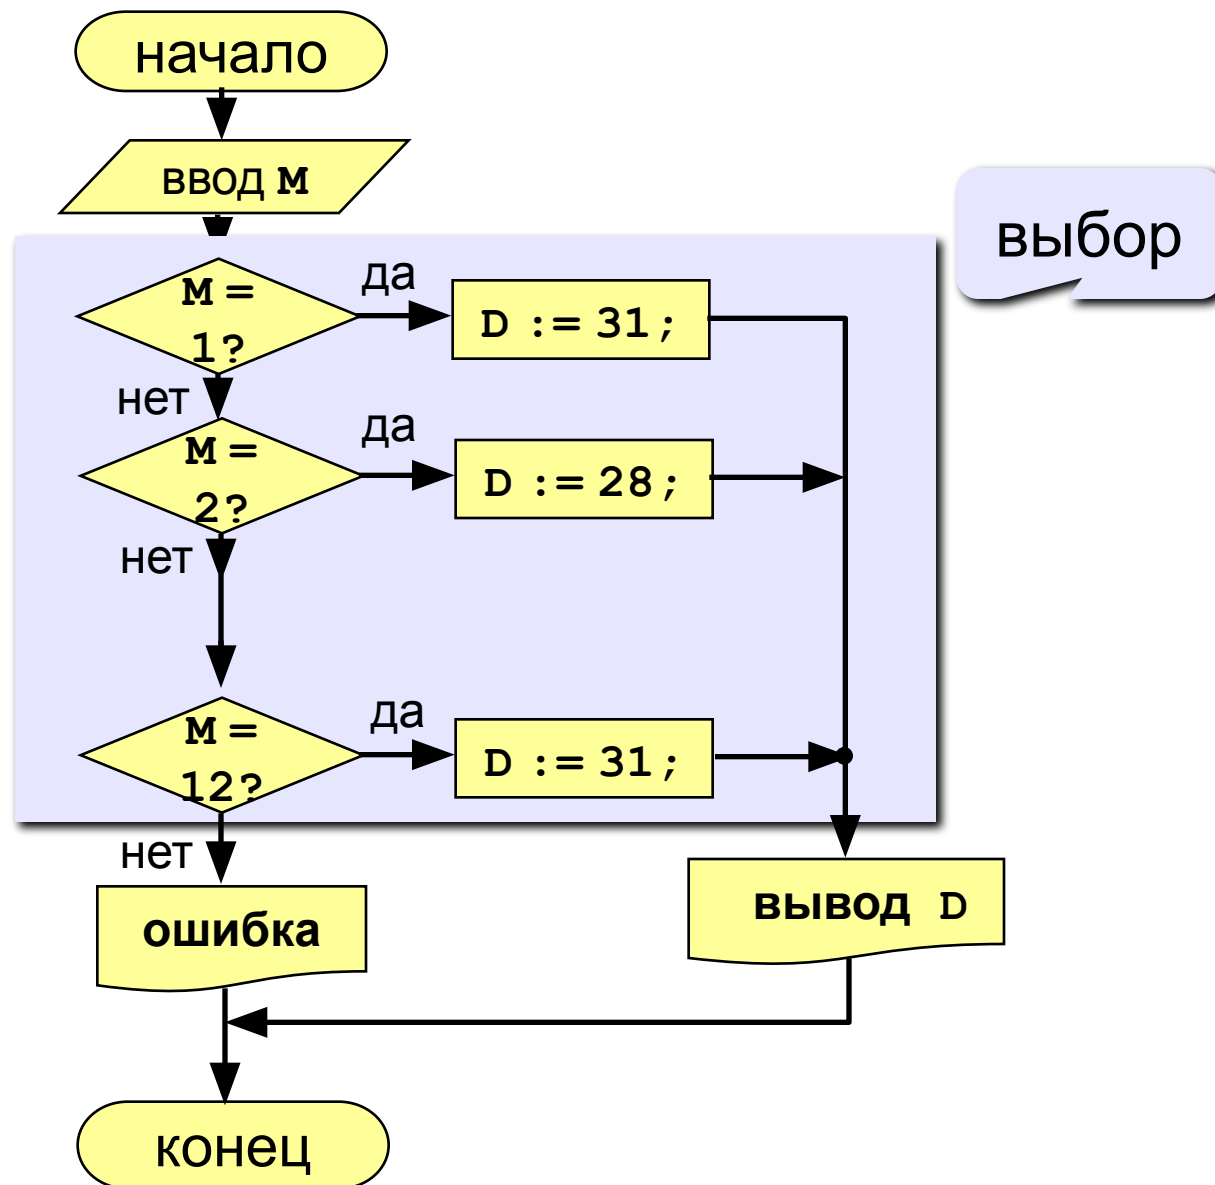 начало
ввод M
выбор
M =
1?
да
D := 31;
нет
M =
2?
да
D := 28;
нет
M =
12?
да
D := 31;
нет
ошибка
вывод D
конец